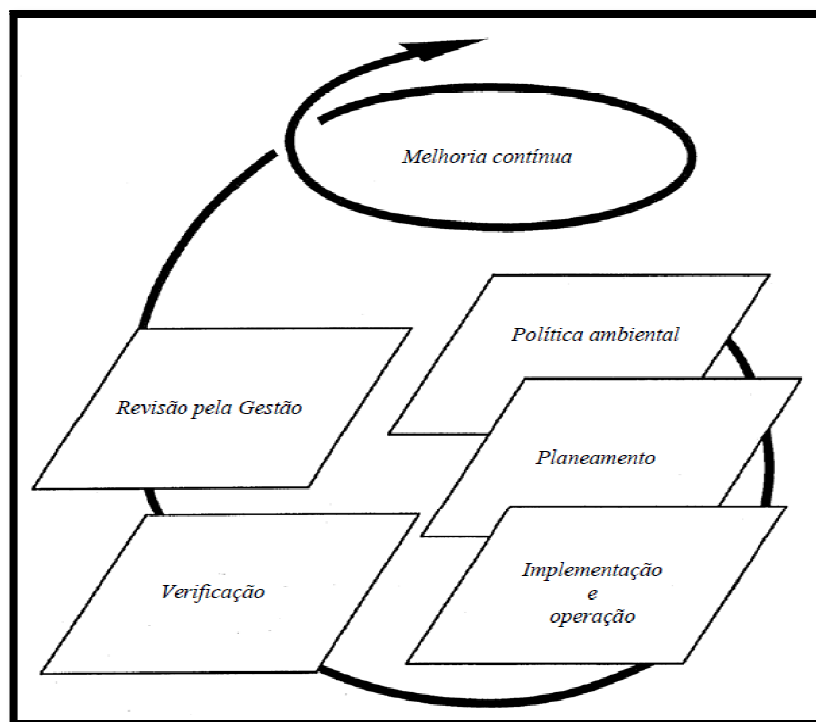 Melhoria contínua
Política ambiental
Revisão pela Gestão
Planeamento
Implementação
e
operação
Verificação